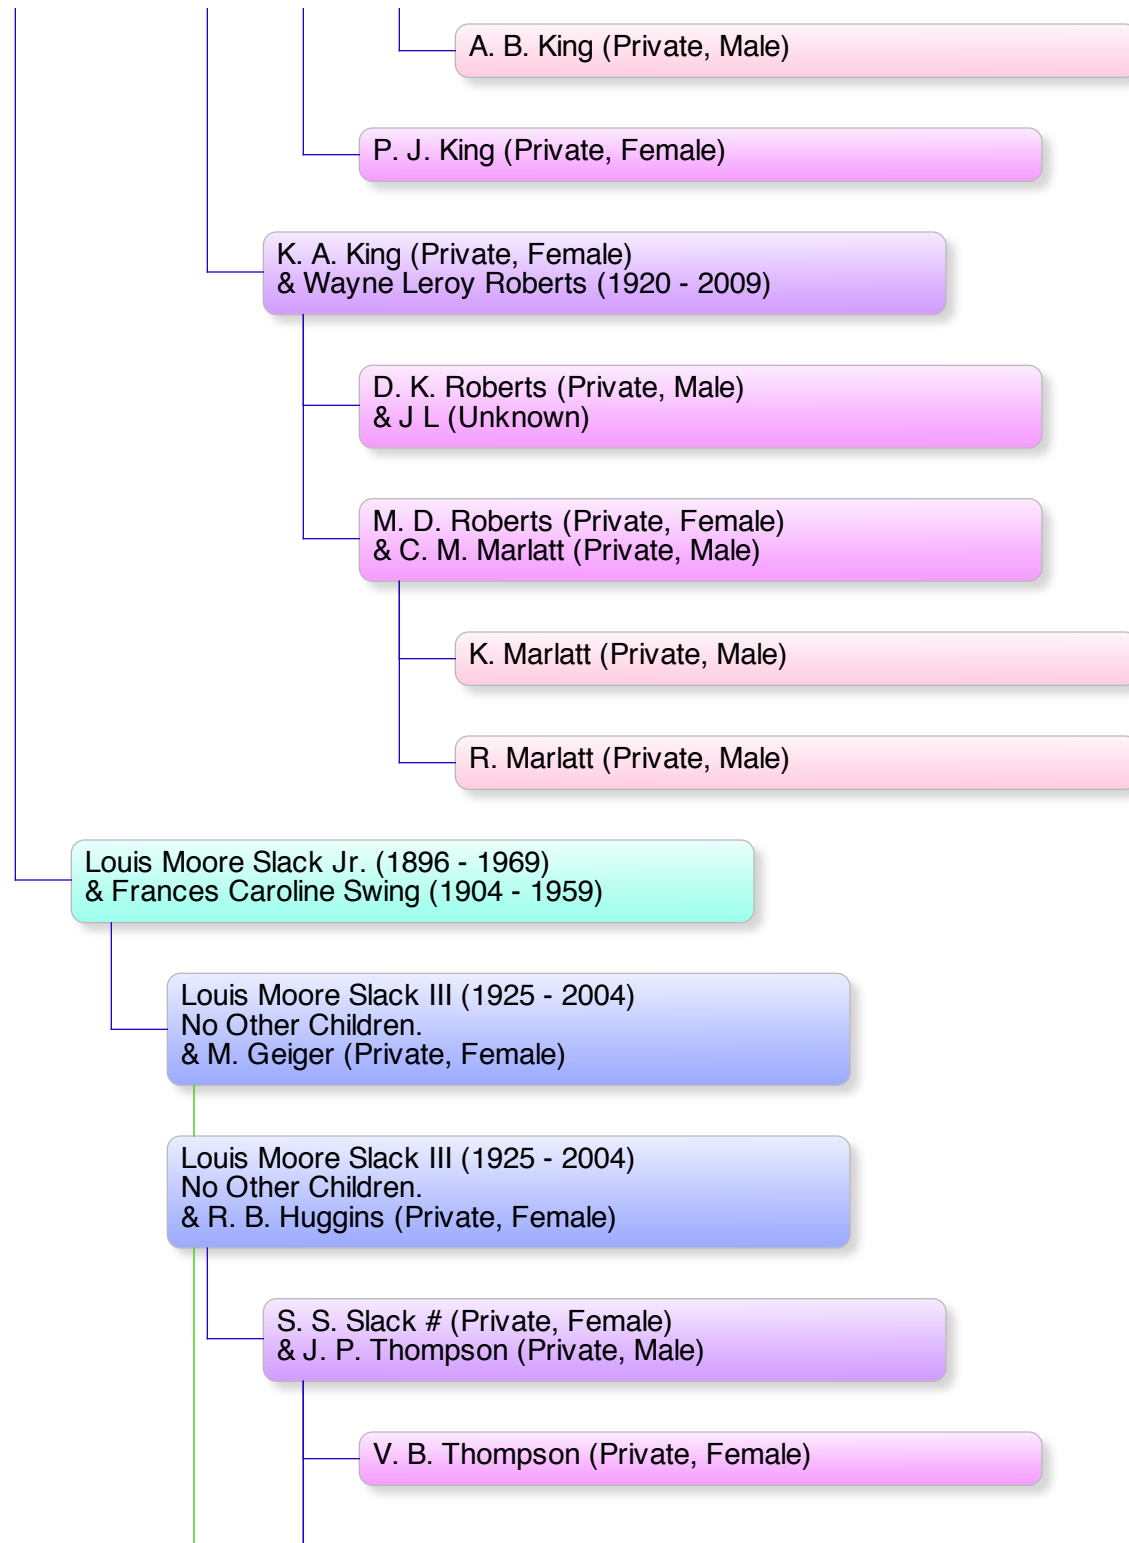 A. B. King (Private, Male)
P. J. King (Private, Female)
K. A. King (Private, Female)
& Wayne Leroy Roberts (1920 - 2009)
D. K. Roberts (Private, Male)
& J L (Unknown)
M. D. Roberts (Private, Female)
& C. M. Marlatt (Private, Male)
K. Marlatt (Private, Male)
R. Marlatt (Private, Male)
Louis Moore Slack Jr. (1896 - 1969)
& Frances Caroline Swing (1904 - 1959)
Louis Moore Slack III (1925 - 2004)
No Other Children.
& M. Geiger (Private, Female)
Louis Moore Slack III (1925 - 2004)
No Other Children.
& R. B. Huggins (Private, Female)
S. S. Slack # (Private, Female)
& J. P. Thompson (Private, Male)
V. B. Thompson (Private, Female)